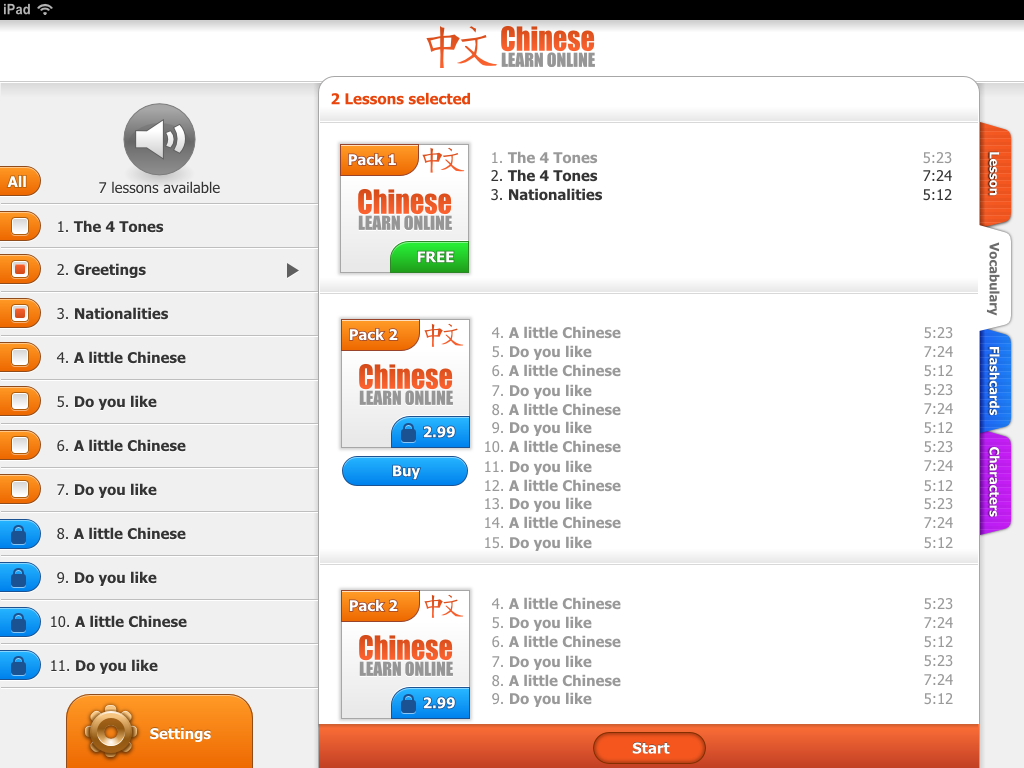 iPad
中文 Chinese
LEARN ONLINE
7 lessons available
All
1. The 4 Tones
2. Greetings
3. Nationalities
4. A little Chinese
5. Do you like
6. A little Chinese
7. Do you like
8. A little Chinese
9. Do you like
10. A little Chinese
11. Do you like
Settings
2 Lessons selected
Pack 1 中文
Chinese
LEARN ONLINE
FREE
1. The 4 Tones 5:23
2. The 4 Tones 7:24
3. Nationalities 5:12
Pack 2 中文
Chinese
LEARN ONLINE
2.99
Buy
4. A little Chinese 5:23
5. Do you like 7:24
6. A little Chinese 5:12
7. Do you like 5:23
8. A little Chinese 7:24
9. Do you like 5:12
10. A little Chinese 5:23
11. Do you like 7:24
12. A little Chinese 5:12
13. Do you like 5:23
14. A little Chinese 7:24
15. Do you like 5:12
Pack 2 中文
Chinese
LEARN ONLINE
2.99
4. A little Chinese 5:23
5. Do you like 7:24
6. A little Chinese 5:12
7. Do you like 5:23
8. A little Chinese 7:24
9. Do you like 5:12
Start
Lesson
Vocabulary
Flashcards
Characters